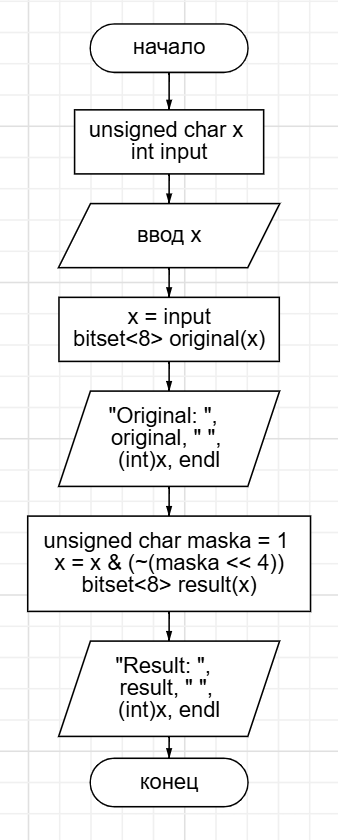 начало
unsigned char x
int input
ввод x
x = input
bitset<8> original(x)
"Original: ",
original, " ",
(int)x, endl
unsigned char maska = 1
x = x & (~(maska << 4))
bitset<8> result(x)
"Result: ",
result, " ",
(int)x, endl
конец